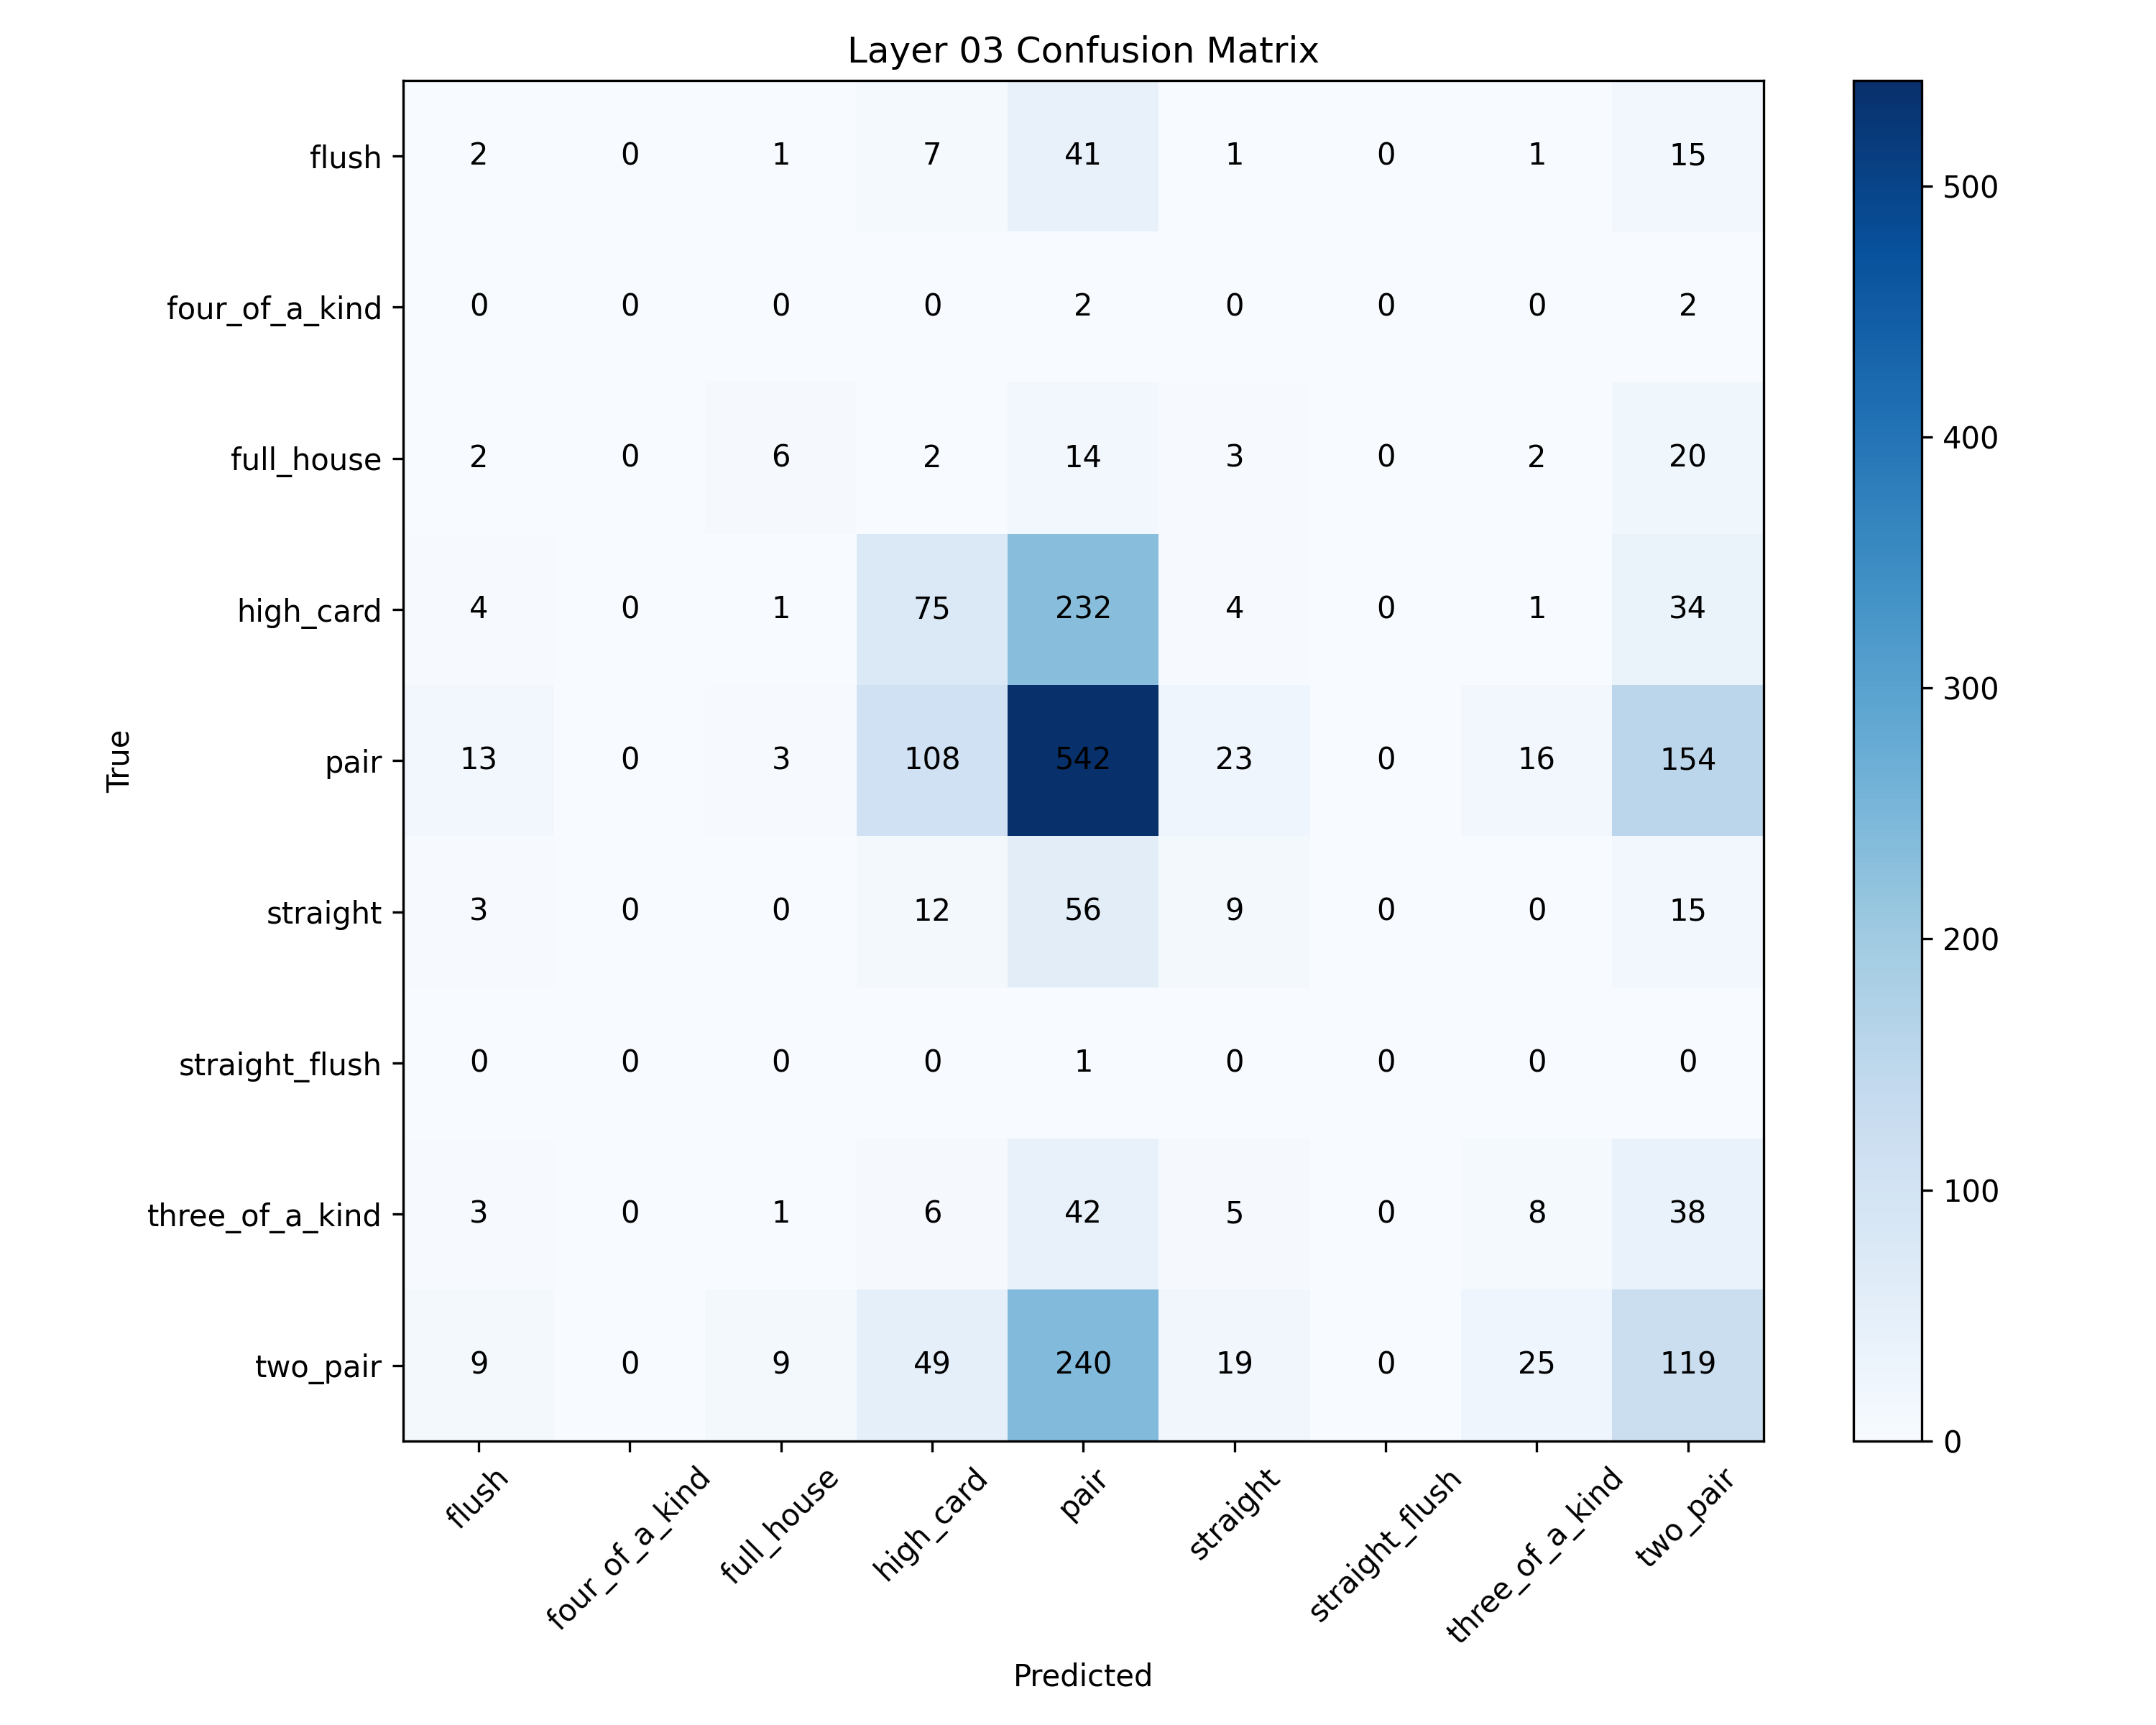 Layer 03 Confusion Matrix
flush 2 0 1 7 41 1 0 1 15
four_of_a_kind 0 0 0 0 2 0 0 0 2
full_house 2 0 6 2 14 3 0 2 20
high_card 4 0 1 75 232 4 0 1 34
pair 13 0 3 108 542 23 0 16 154
straight 3 0 0 12 56 9 0 0 15
straight_flush 0 0 0 0 1 0 0 0 0
three_of_a_kind 3 0 1 6 42 5 0 8 38
two_pair 9 0 9 49 240 19 0 25 119
True
flush four_of_a_kind full_house high_card pair straight straight_flush three_of_a_kind two_pair
Predicted
500
400
300
200
100
0